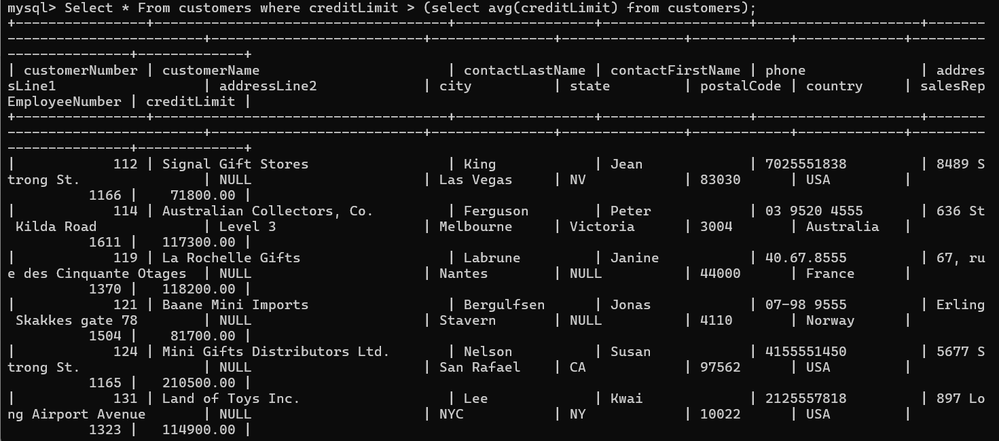 mysql> Select * From customers where creditLimit > (select avg(creditLimit) from customers);
+----------------+------------------------------------+-----------------+------------------+--------------------+-------
------------------------+--------------------------+---------------+---------------+------------+-------------+---------
---------------+-------------+
| customerNumber | customerName                       | contactLastName | contactFirstName | phone              | addres
sLine1                  | addressLine2             | city          | state         | postalCode | country     | salesRep
EmployeeNumber | creditLimit |
+----------------+------------------------------------+-----------------+------------------+--------------------+-------
------------------------+--------------------------+---------------+---------------+------------+-------------+---------
---------------+-------------+
|            112 | Signal Gift Stores                 | King            | Jean             | 7025551838         | 8489 S
trong St.               | NULL                     | Las Vegas     | NV            | 83030      | USA         |
          1166 |    71800.00 |
|            114 | Australian Collectors, Co.         | Ferguson        | Peter            | 03 9520 4555       | 636 St
 Kilda Road             | Level 3                  | Melbourne     | Victoria      | 3004       | Australia   |
          1611 |   117300.00 |
|            119 | La Rochelle Gifts                  | Labrune         | Janine           | 40.67.8555         | 67, ru
e des Cinquante Otages  | NULL                     | Nantes        | NULL          | 44000      | France      |
          1370 |   118200.00 |
|            121 | Baane Mini Imports                 | Bergulfsen      | Jonas            | 07-98 9555         | Erling
 Skakkes gate 78        | NULL                     | Stavern       | NULL          | 4110       | Norway      |
          1504 |    81700.00 |
|            124 | Mini Gifts Distributors Ltd.       | Nelson          | Susan            | 4155551450         | 5677 S
trong St.               | NULL                     | San Rafael    | CA            | 97562      | USA         |
          1165 |   210500.00 |
|            131 | Land of Toys Inc.                  | Lee             | Kwai             | 2125557818         | 897 Lo
ng Airport Avenue       | NULL                     | NYC           | NY            | 10022      | USA         |
          1323 |   114900.00 |